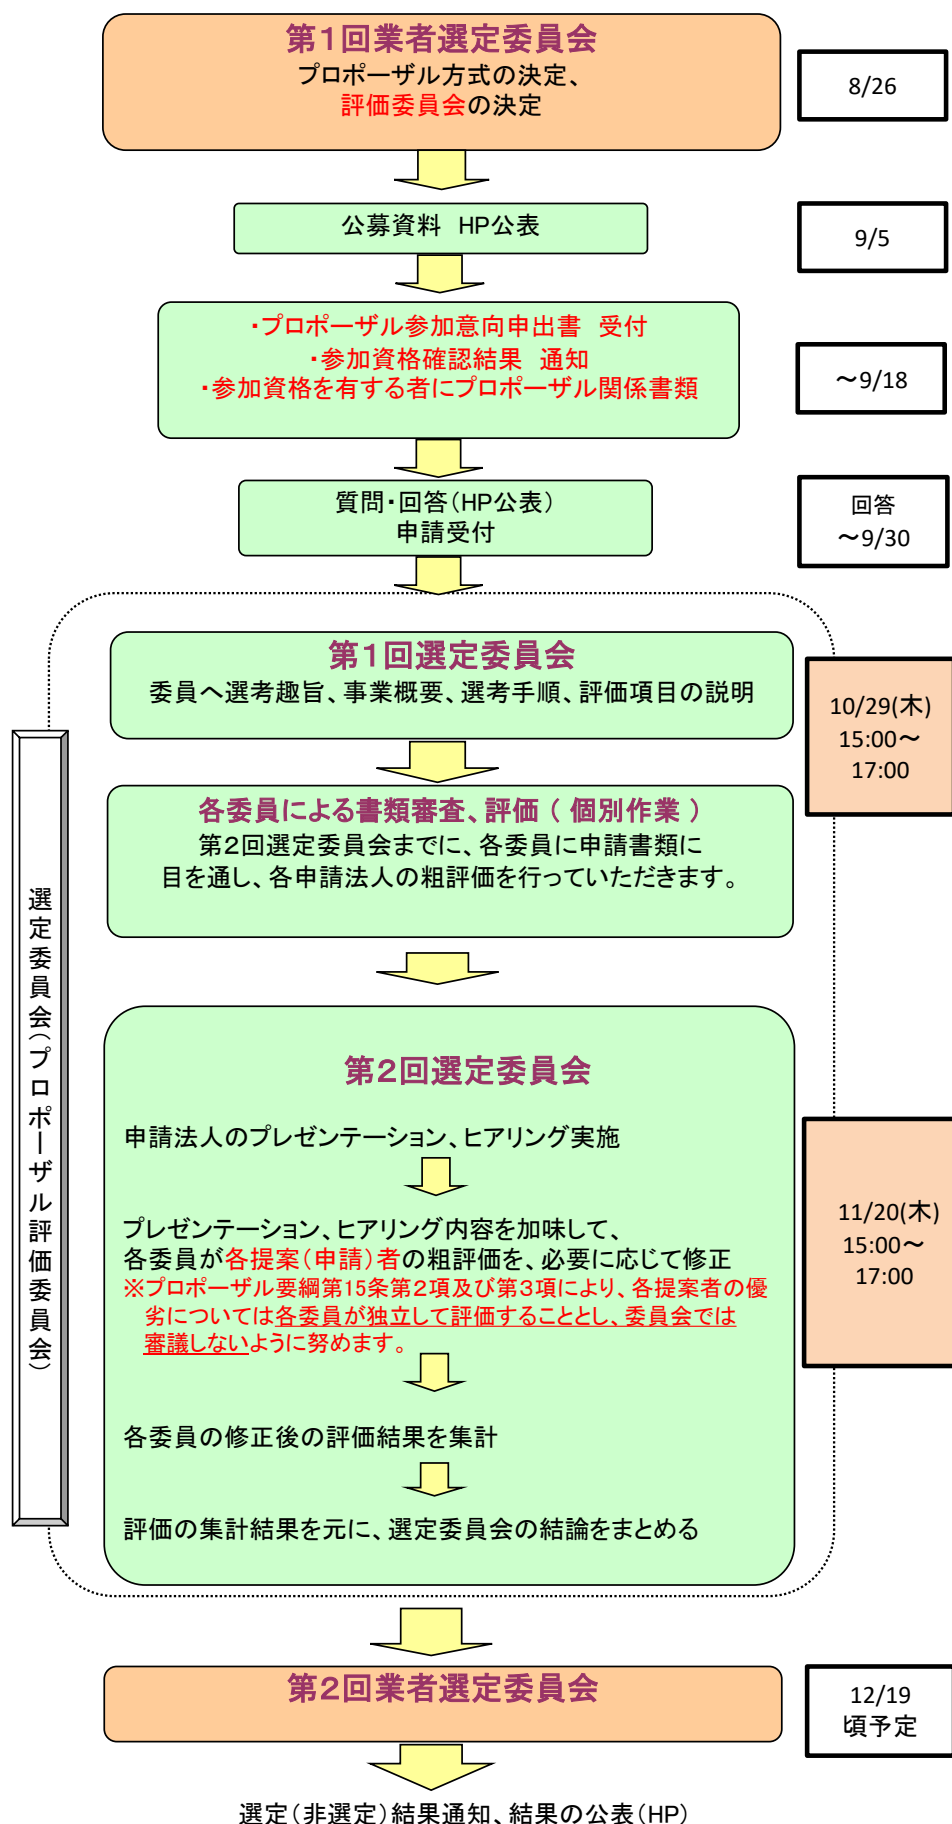 第1回業者選定委員会
プロポーザル方式の決定、
評価委員会の決定
8/26
公募資料　HP公表
9/5
・プロポーザル参加意向申出書　受付
・参加資格確認結果　通知
・参加資格を有する者にプロポーザル関係書類
～9/18
質問・回答（HP公表）
申請受付
回答
～9/30
選定委員会（プロポーザル評価委員会）
第1回選定委員会
委員へ選考趣旨、事業概要、選考手順、評価項目の説明
10/29(木)
15:00～
17:00
各委員による書類審査、評価（ 個別作業 ）
第2回選定委員会までに、各委員に申請書類に
目を通し、各申請法人の粗評価を行っていただきます。
第2回選定委員会
申請法人のプレゼンテーション、ヒアリング実施
プレゼンテーション、ヒアリング内容を加味して、
各委員が各提案（申請）者の粗評価を、必要に応じて修正
※プロポーザル要綱第15条第２項及び第３項により、各提案者の優
劣については各委員が独立して評価することとし、委員会では
審議しないように努めます。
各委員の修正後の評価結果を集計
評価の集計結果を元に、選定委員会の結論をまとめる
11/20(木)
15:00～
17:00
第2回業者選定委員会
12/19
頃予定
選定（非選定）結果通知、結果の公表（HP）